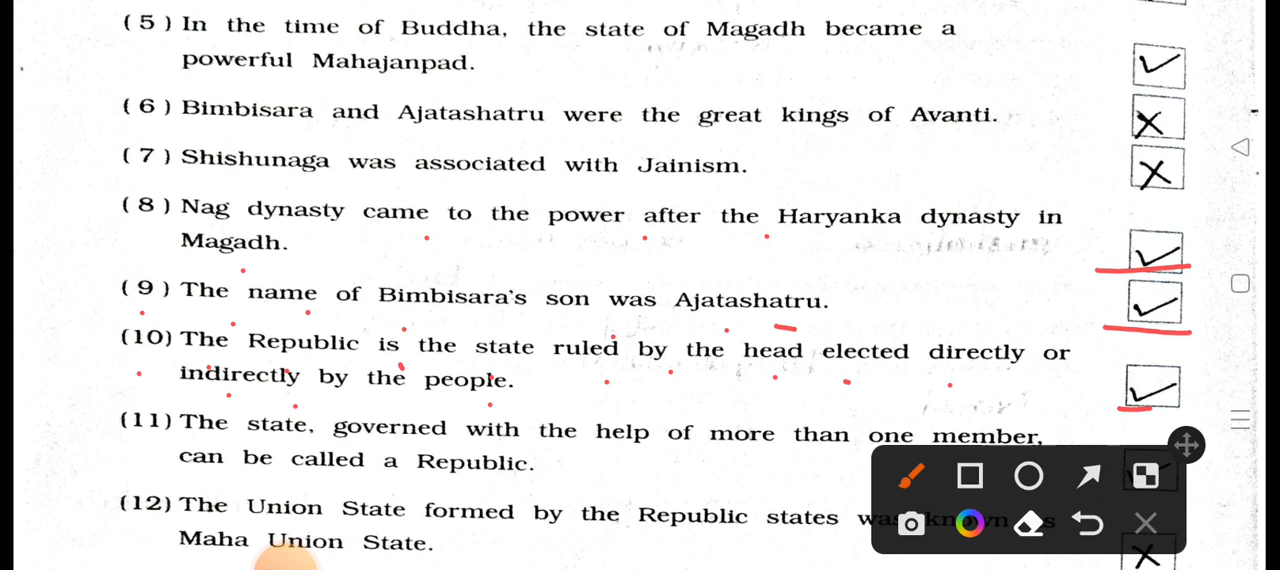 ( 5 ) In the time of Buddha, the state of Magadh became a
powerful Mahajanpad.
( 6 ) Bimbisara and Ajatashatru were the great kings of Avanti.
( 7 ) Shishunaga was associated with Jainism.
( 8 ) Nag dynasty came to the power after the Haryanka dynasty in
Magadh.
( 9 ) The name of Bimbisara's son was Ajatashatru.
(10) The Republic is the state ruled by the head elected directly or
indirectly by the people.
(11) The state, governed with the help of more than one member,
can be called a Republic.
(12) The Union State formed by the Republic states was known as
Maha Union State.